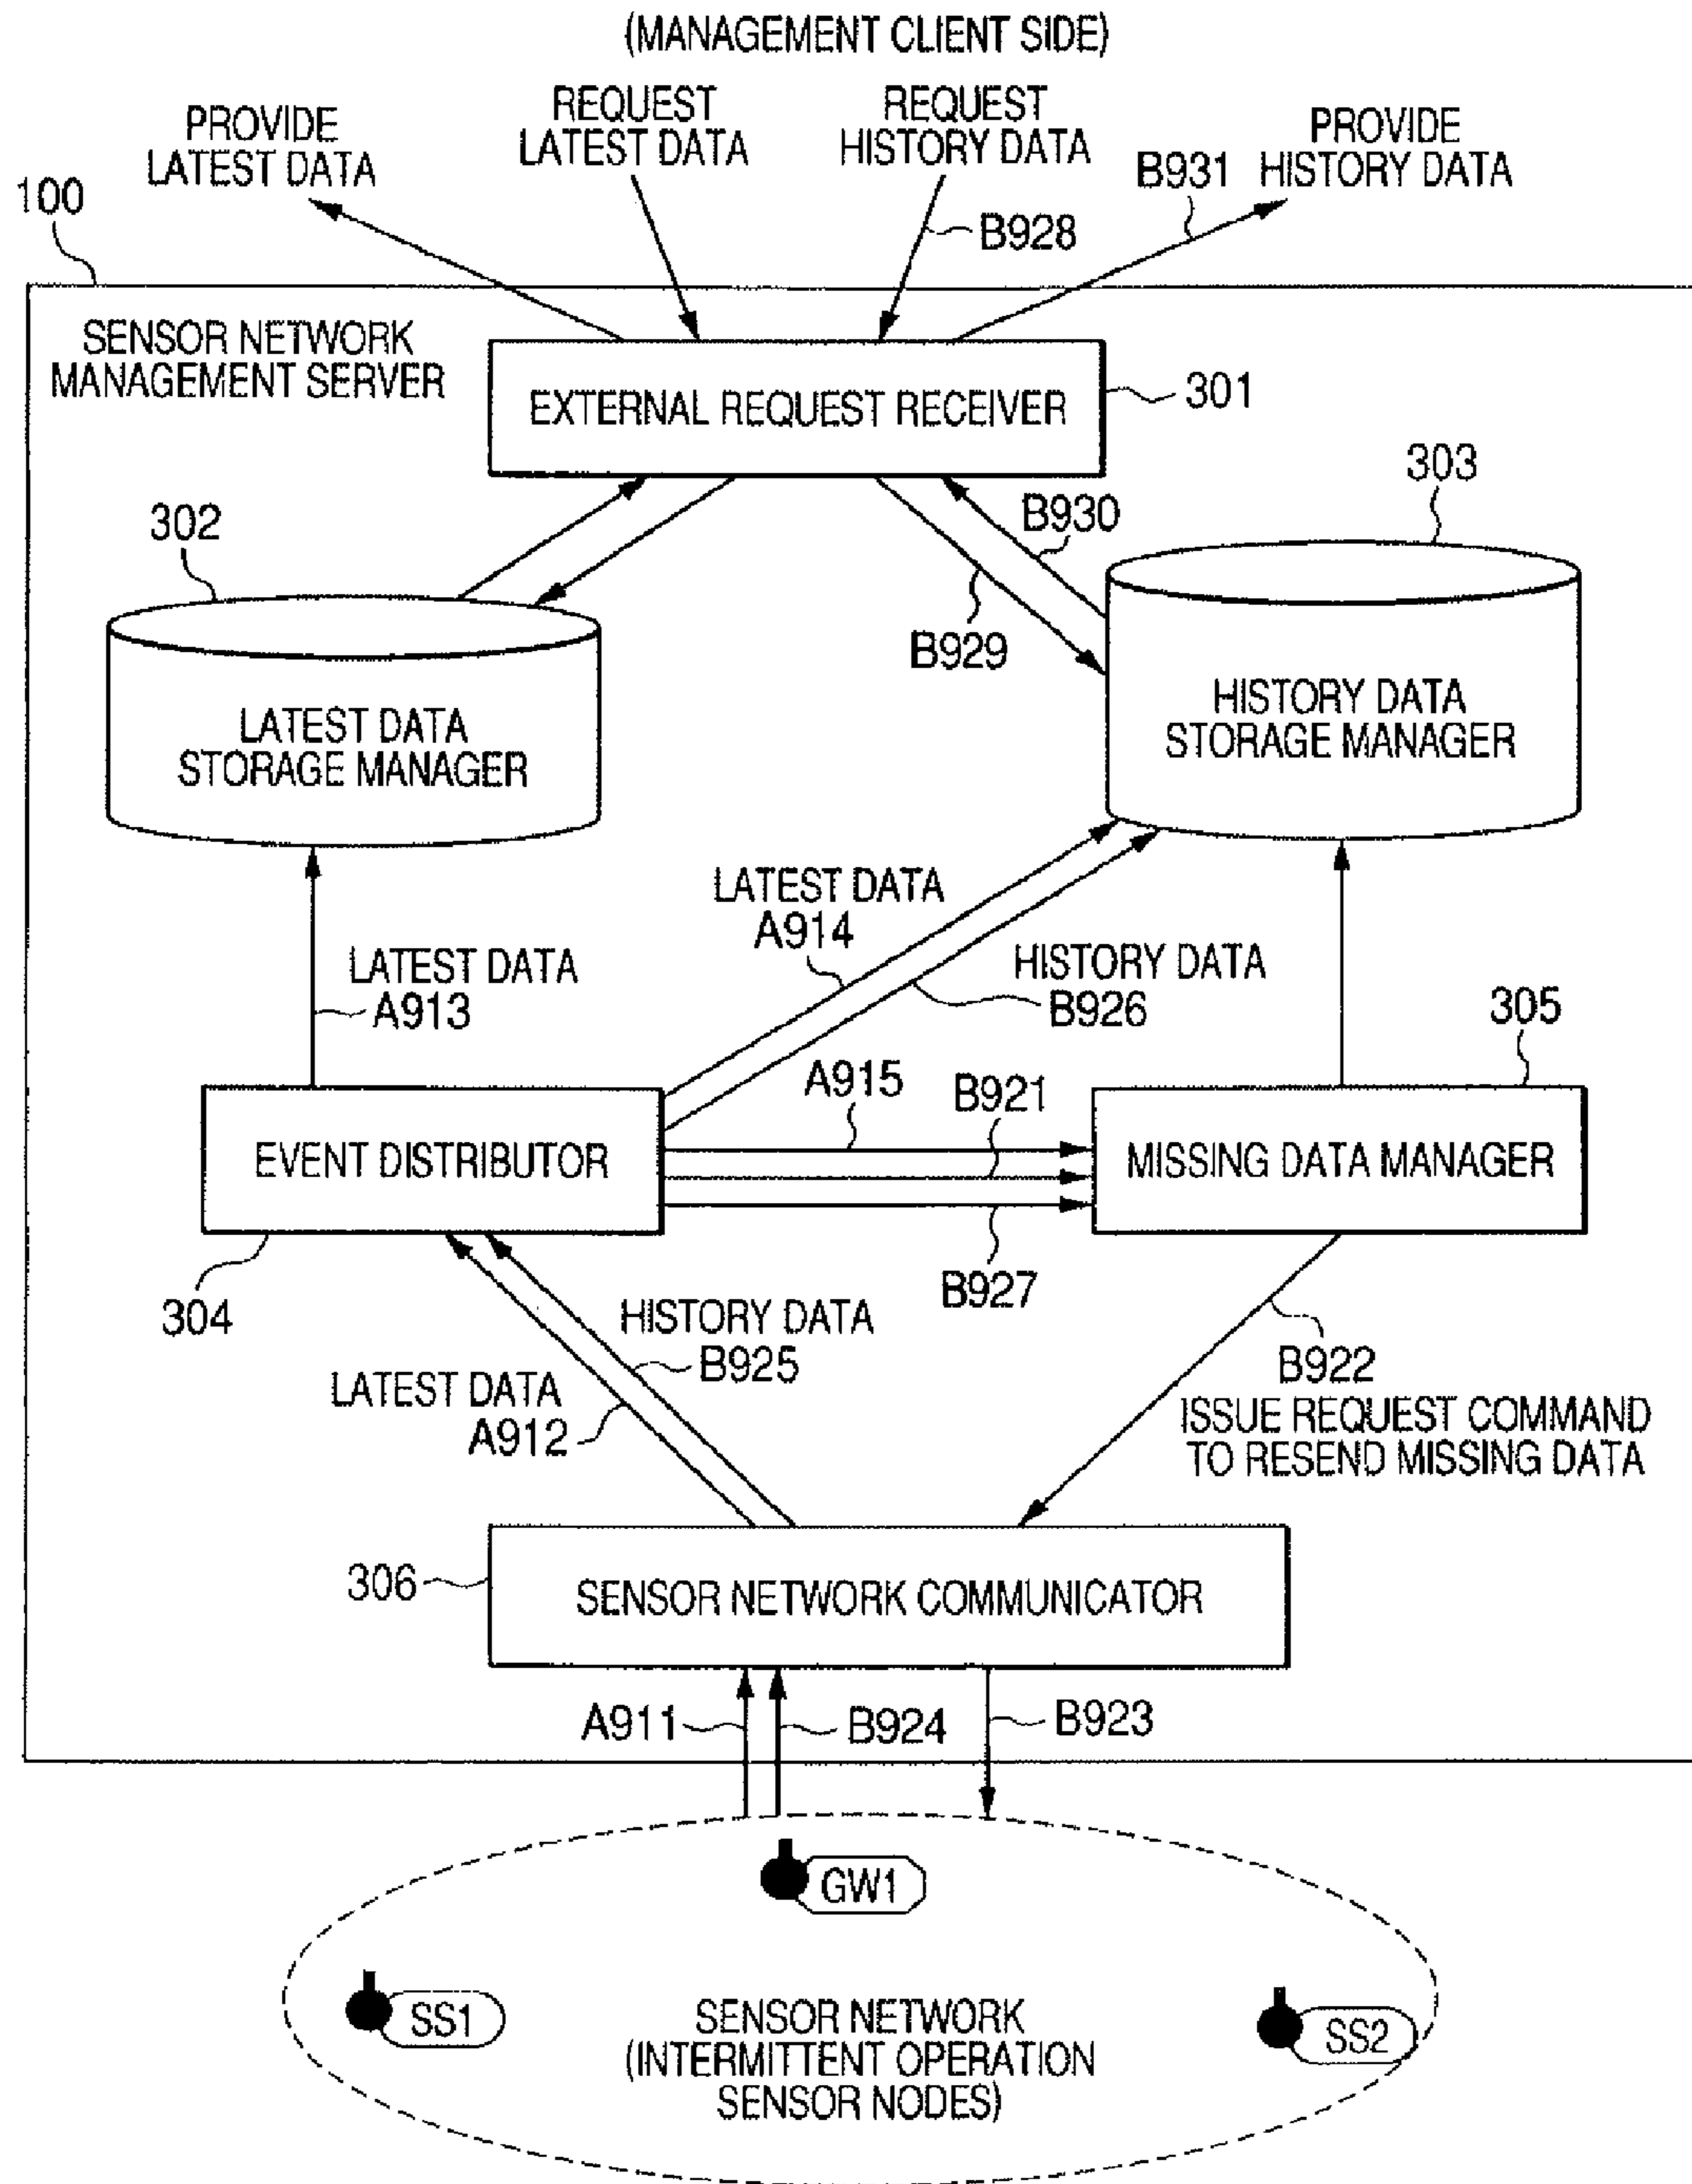 (MANAGEMENT CLIENT SIDE)
PROVIDE
LATEST DATA
REQUEST
LATEST DATA
REQUEST
HISTORY DATA
PROVIDE
HISTORY DATA
B931
B928
100
SENSOR NETWORK
MANAGEMENT SERVER
EXTERNAL REQUEST RECEIVER
301
302
303
B930
B929
LATEST DATA
STORAGE MANAGER
HISTORY DATA
STORAGE MANAGER
LATEST DATA
A914
LATEST DATA
A913
HISTORY DATA
B926
305
A915
B921
EVENT DISTRIBUTOR
MISSING DATA MANAGER
B927
304
HISTORY DATA
B925
LATEST DATA
A912
B922
ISSUE REQUEST COMMAND
TO RESEND MISSING DATA
306
SENSOR NETWORK COMMUNICATOR
A911
B924
B923
GW1
SS1
SS2
SENSOR NETWORK
(INTERMITTENT OPERATION
SENSOR NODES)